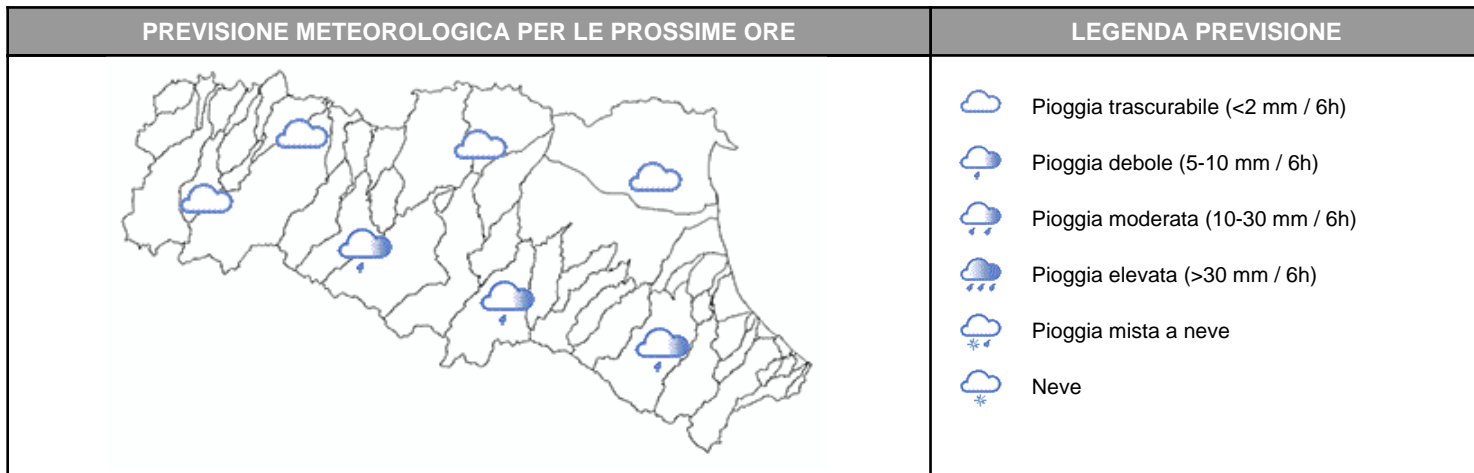 PREVISIONE METEOROLOGICA PER LE PROSSIME ORE
LEGENDA PREVISIONE
Pioggia trascurabile (<2 mm / 6h)
Pioggia debole (5-10 mm / 6h)
Pioggia moderata (10-30 mm / 6h)
Pioggia elevata (>30 mm / 6h)
Pioggia mista a neve
Neve